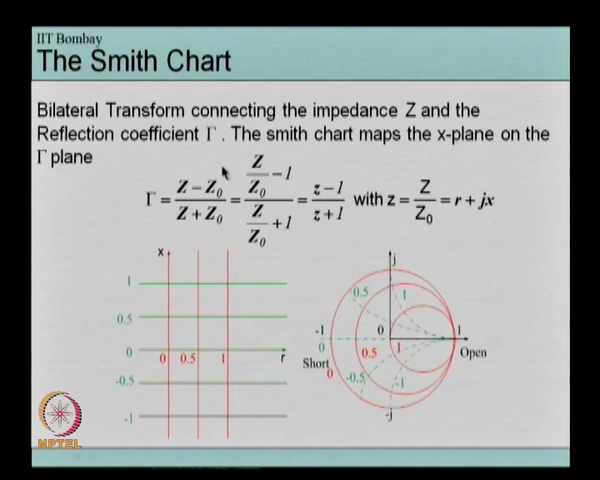 IIT Bombay
The Smith Chart
Bilateral Transform connecting the impedance Z and the
Reflection coefficient Γ . The smith chart maps the x-plane on the
Γ plane
Γ = (Z − Z₀)/(Z + Z₀) = (Z/Z₀ − 1)/(Z/Z₀ + 1) = (z − 1)/(z + 1) with z = Z/Z₀ = r + jx
x
1
0.5
0
-0.5
-1
0 0.5 1 r
j
0.5 1
-1 0 1
0
Short
0 0.5 1
Open
-0.5 -1
-j
NPTEL